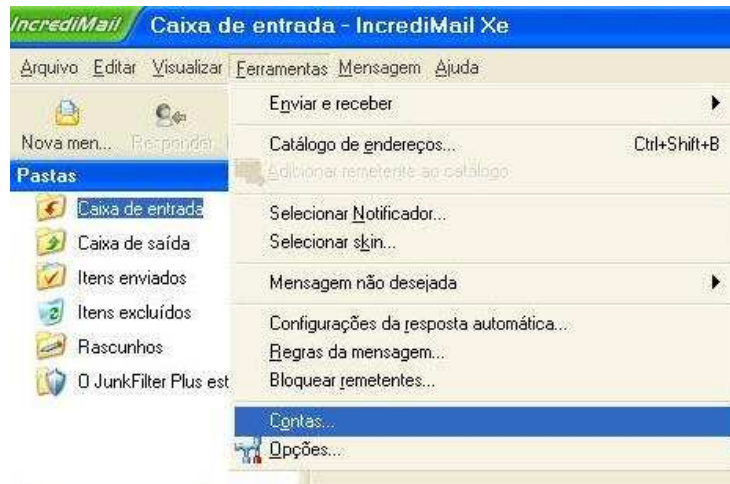 IncrediMail Caixa de entrada - IncrediMail Xe
Arquivo Editar Visualizar Ferramentas Mensagem Ajuda
Nova men... Responder
Pastas
Caixa de entrada
Caixa de saída
Itens enviados
Itens excluídos
Rascunhos
O JunkFilter Plus est
Enviar e receber
Catálogo de endereços... Ctrl+Shift+B
Adicionar remetente ao catálogo
Selecionar Notificador...
Selecionar skin...
Mensagem não desejada
Configurações da resposta automática...
Regras da mensagem...
Bloquear remetentes...
Contas...
Opções...